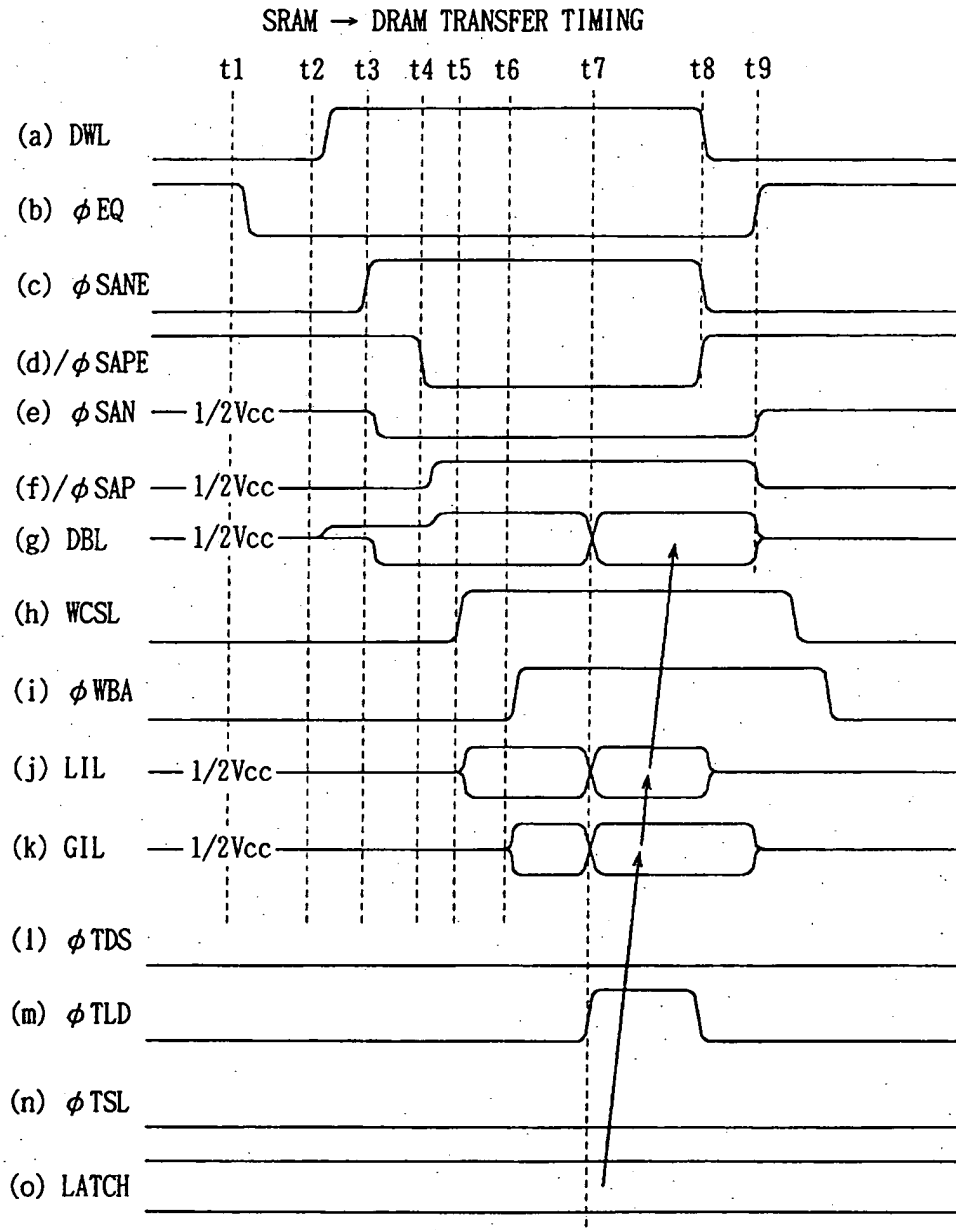 SRAM → DRAM TRANSFER TIMING
t1 t2 t3 t4 t5 t6 t7 t8 t9
(a) DWL
(b) φEQ
(c) φSANE
(d)/φSAPE
(e) φSAN 1/2Vcc
(f)/φSAP 1/2Vcc
(g) DBL 1/2Vcc
(h) WCSL
(i) φWBA
(j) LIL 1/2Vcc
(k) GIL 1/2Vcc
(l) φTDS
(m) φTLD
(n) φTSL
(o) LATCH